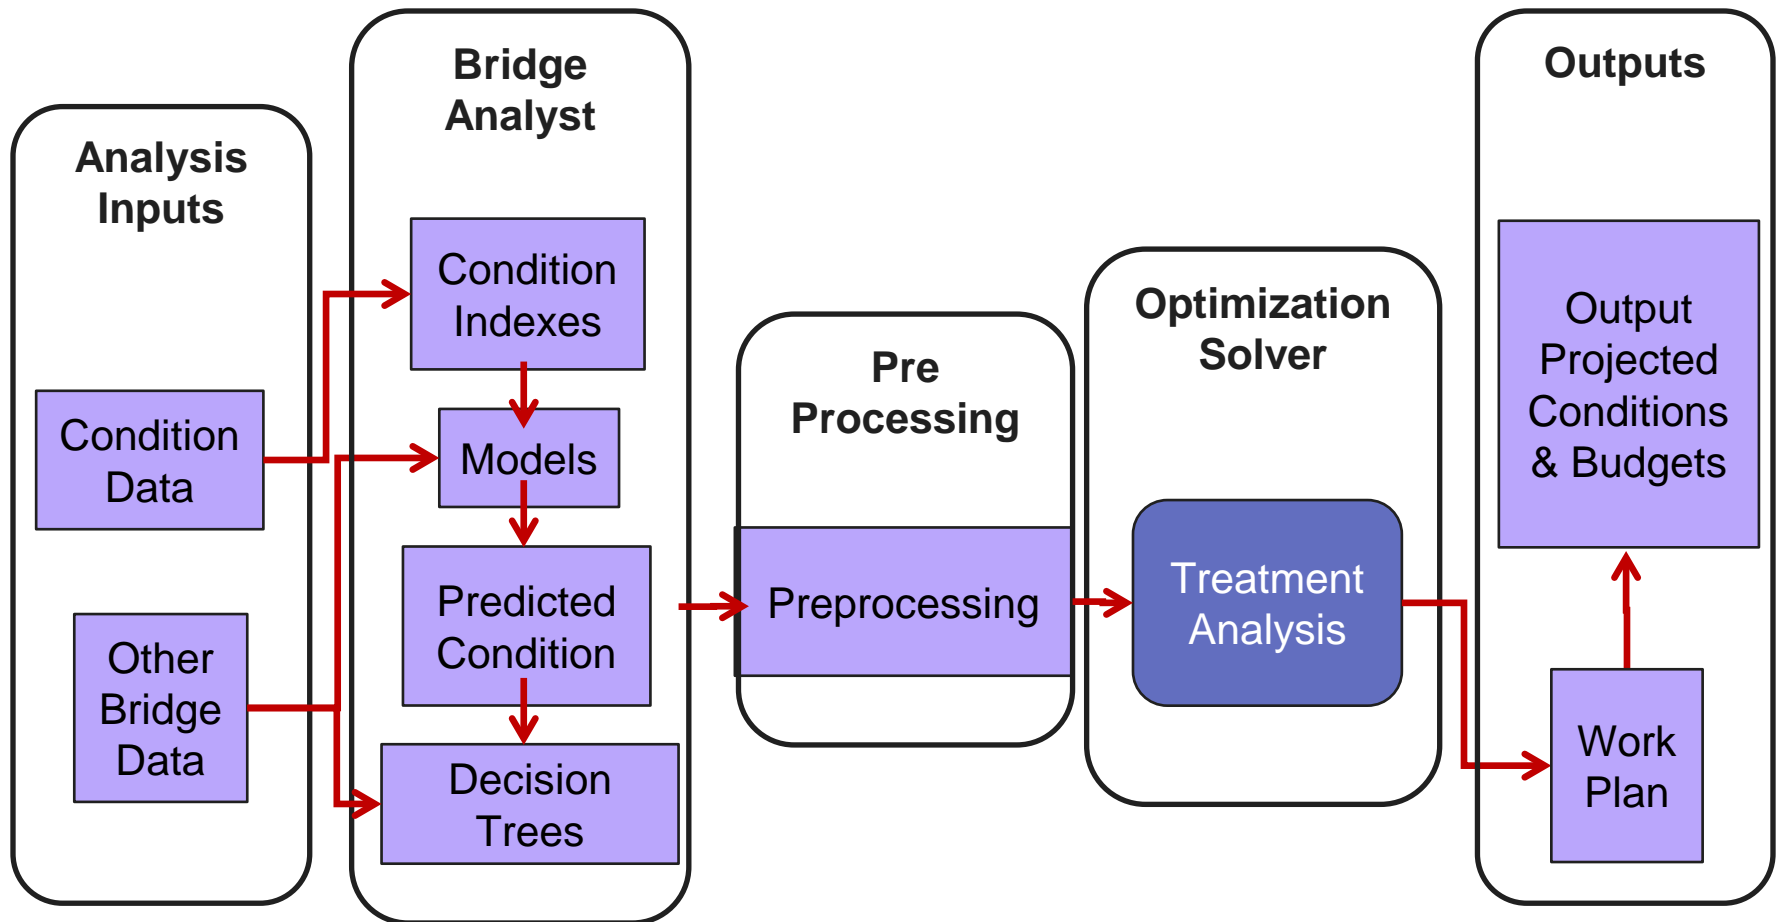 Analysis
Inputs
Condition
Data
Other
Bridge
Data
Bridge
Analyst
Condition
Indexes
Models
Predicted
Condition
Decision
Trees
Pre
Processing
Preprocessing
Optimization
Solver
Treatment
Analysis
Outputs
Output
Projected
Conditions
& Budgets
Work
Plan